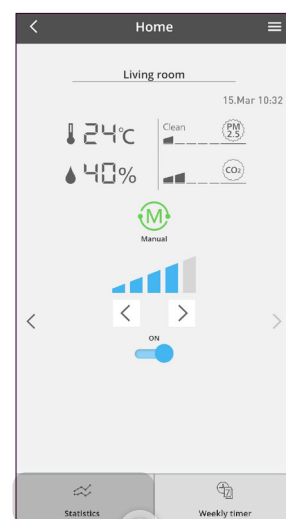 Home
Living room
15.Mar 10:32
24°C
Clean
PM
2.5
40%
CO₂
M
Manual
ON
Statistics
Weekly timer